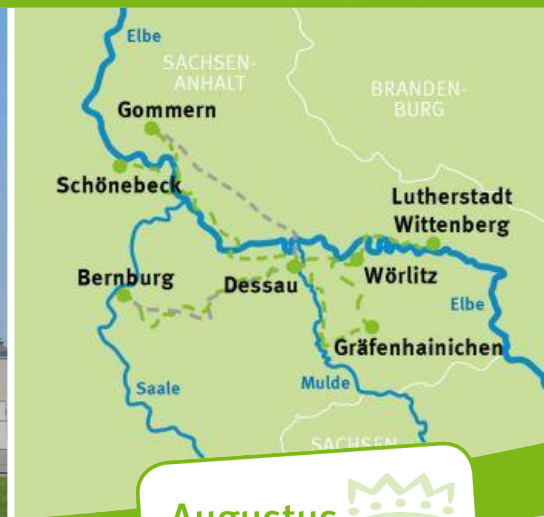 Elbe
SACHSEN-
ANHALT
BRANDEN-
BURG
Gommern
Schönebeck
Lutherstadt
Wittenberg
Bernburg
Dessau
Wörlitz
Elbe
Gräfenhainichen
Saale
Mulde
SACHSEN
Augustus